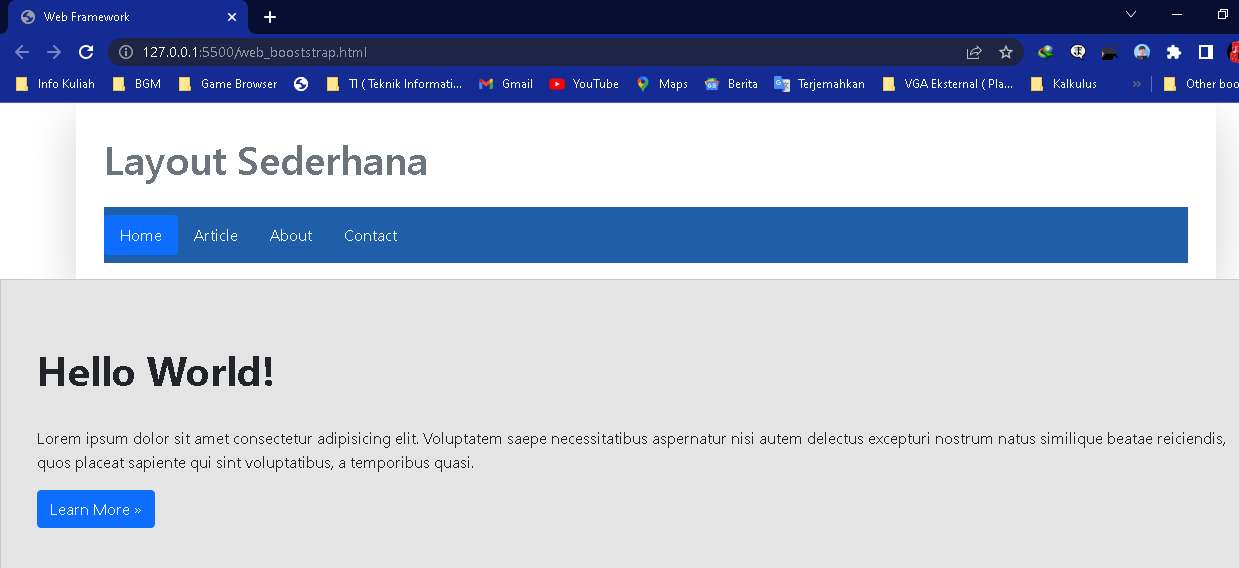 Web Framework
127.0.0.1:5500/web_booststrap.html
Info Kuliah BGM Game Browser TI ( Teknik Informati... Gmail YouTube Maps Berita Terjemahkan VGA Eksternal ( Pla... Kalkulus » Other boo
Layout Sederhana
Home Article About Contact
Hello World!
Lorem ipsum dolor sit amet consectetur adipisicing elit. Voluptatem saepe necessitatibus aspernatur nisi autem delectus excepturi nostrum natus similique beatae reiciendis,
quos placeat sapiente qui sint voluptatibus, a temporibus quasi.
Learn More »